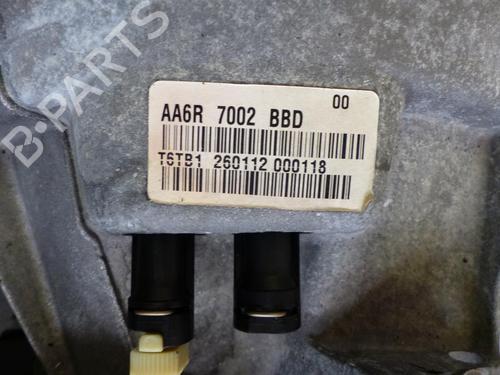 B-PARTS
00
AA6R 7002 BBD
T6TB1 260112 000118